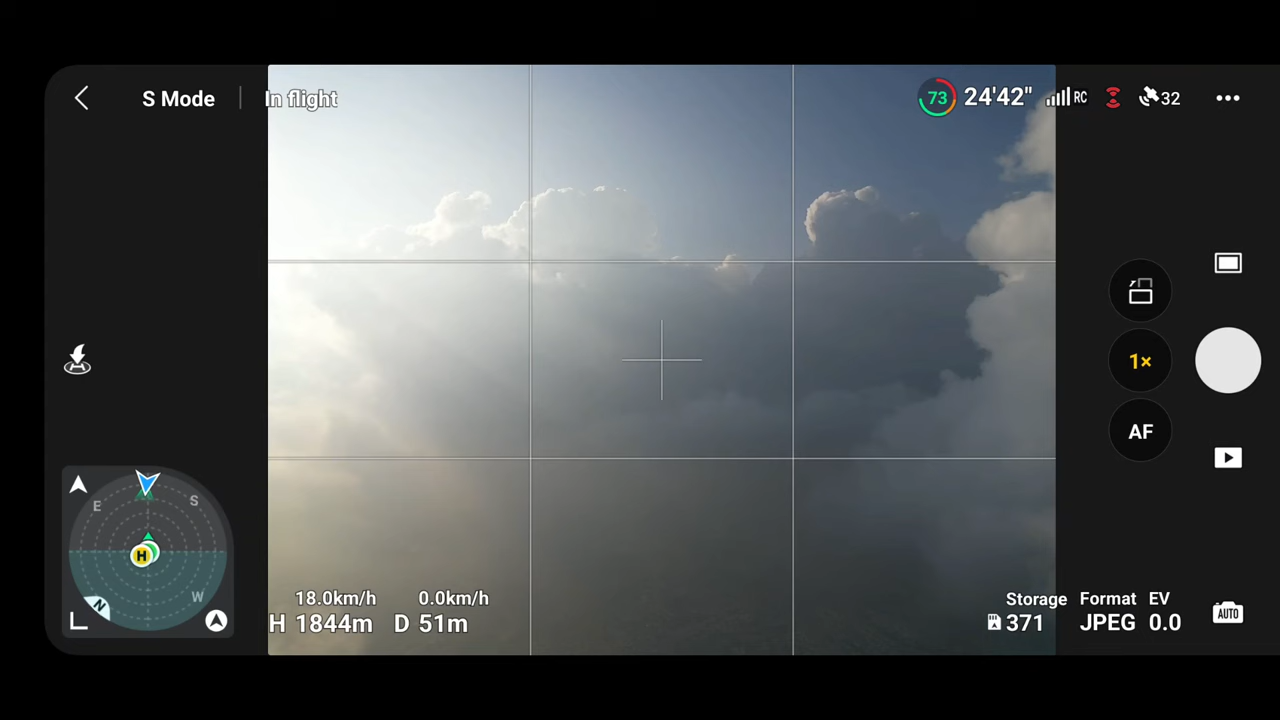 S Mode | In flight
73 24'42" RC 32
1×
AF
E S
H
N W
18.0km/h 0.0km/h
H 1844m D 51m
Storage Format EV
371 JPEG 0.0
AUTO